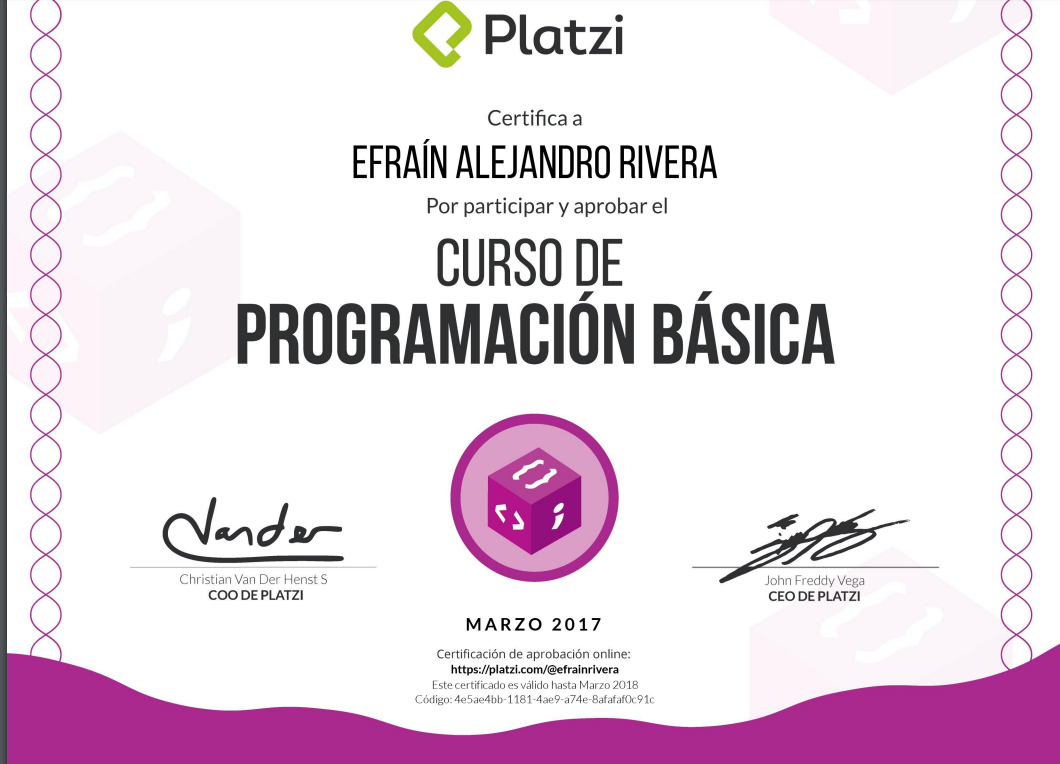 Platzi
Certifica a
EFRAÍN ALEJANDRO RIVERA
Por participar y aprobar el
CURSO DE
PROGRAMACIÓN BÁSICA
Vander
Christian Van Der Henst S
COO DE PLATZI
John Freddy Vega
CEO DE PLATZI
MARZO 2017
Certificación de aprobación online:
https://platzi.com/@efrainrivera
Este certificado es válido hasta Marzo 2018
Código: 4e5ae4bb-1181-4ae9-a74e-8afafaf0c91c